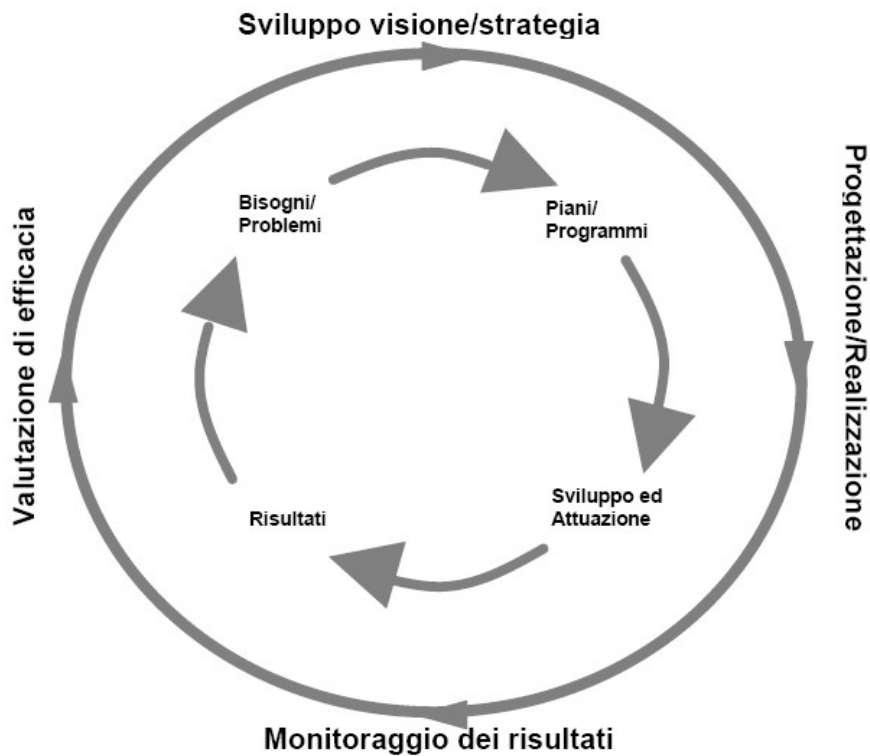 Sviluppo visione/strategia
Bisogni/
Problemi
Piani/
Programmi
Progettazione/Realizzazione
Valutazione di efficacia
Risultati
Sviluppo ed
Attuazione
Monitoraggio dei risultati